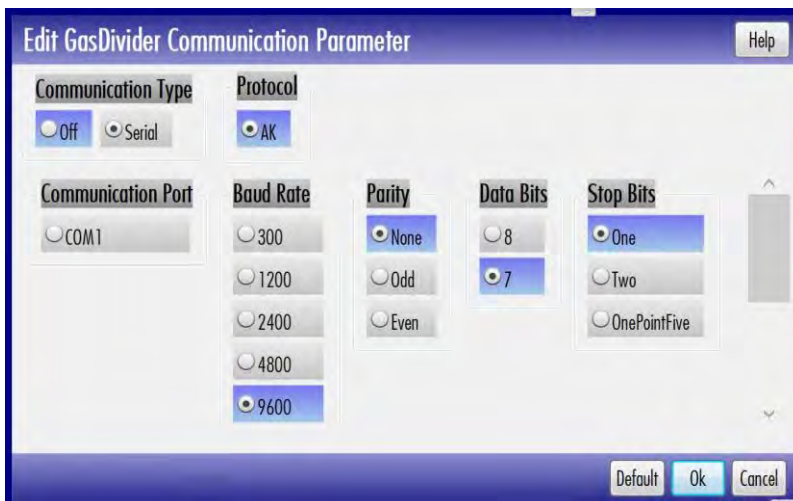 Edit GasDivider Communication Parameter
Help
Communication Type
Off
Serial
Protocol
AK
Communication Port
COM1
Baud Rate
300
1200
2400
4800
9600
Parity
None
Odd
Even
Data Bits
8
7
Stop Bits
One
Two
OnePointFive
Default
Ok
Cancel